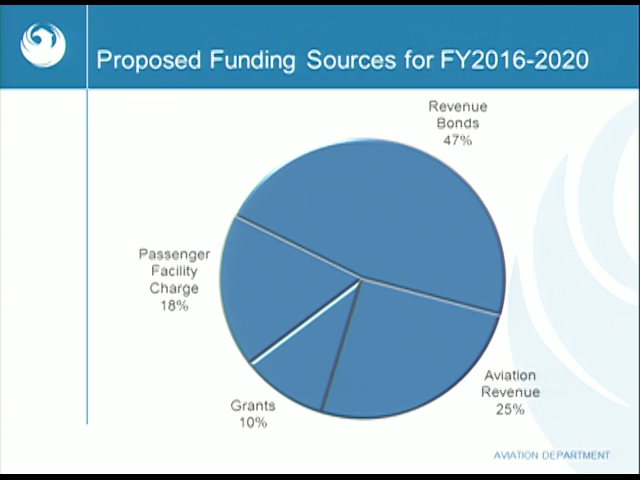 Proposed Funding Sources for FY2016-2020
Revenue
Bonds
47%
Passenger
Facility
Charge
18%
Aviation
Revenue
25%
Grants
10%
AVIATION DEPARTMENT